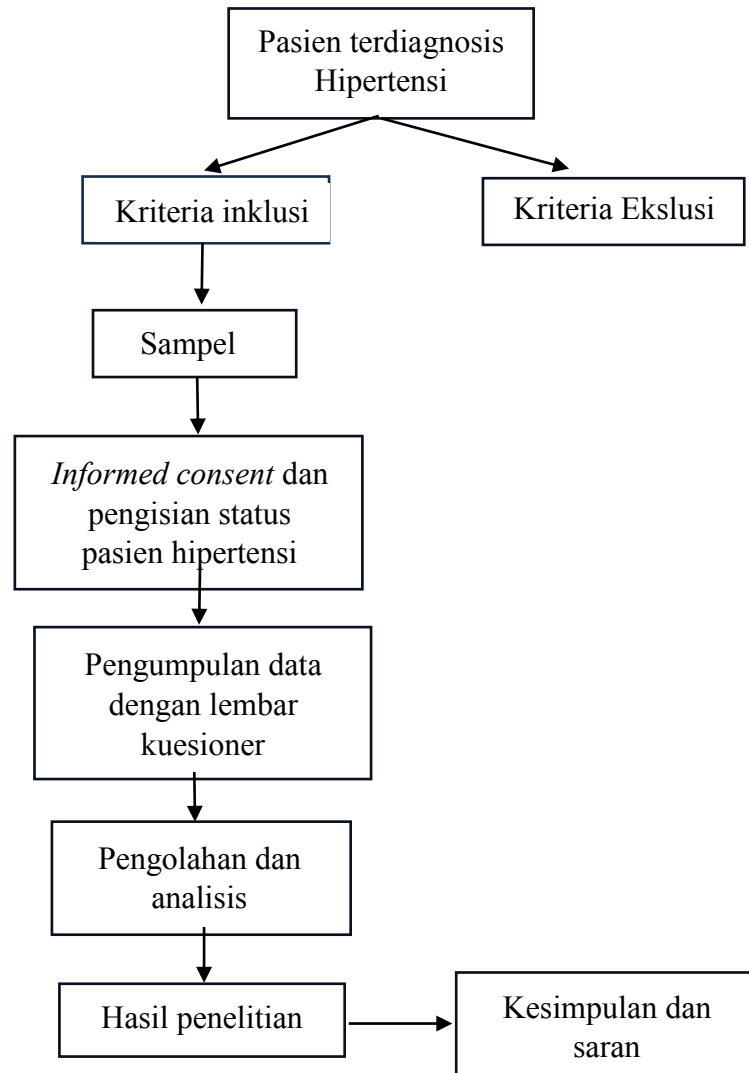 Pasien terdiagnosis
Hipertensi
Kriteria inklusi
Kriteria Ekslusi
Sampel
Informed consent dan
pengisian status
pasien hipertensi
Pengumpulan data
dengan lembar
kuesioner
Pengolahan dan
analisis
Hasil penelitian
Kesimpulan dan
saran